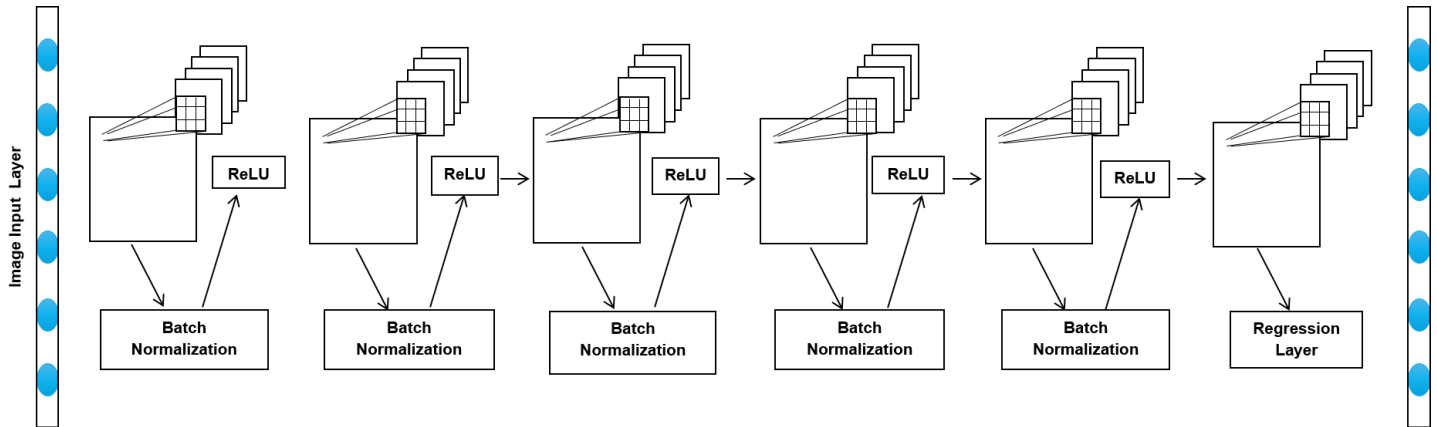 Image Input Layer
ReLU
Batch
Normalization
ReLU
Batch
Normalization
ReLU
Batch
Normalization
ReLU
Batch
Normalization
ReLU
Batch
Normalization
Regression
Layer